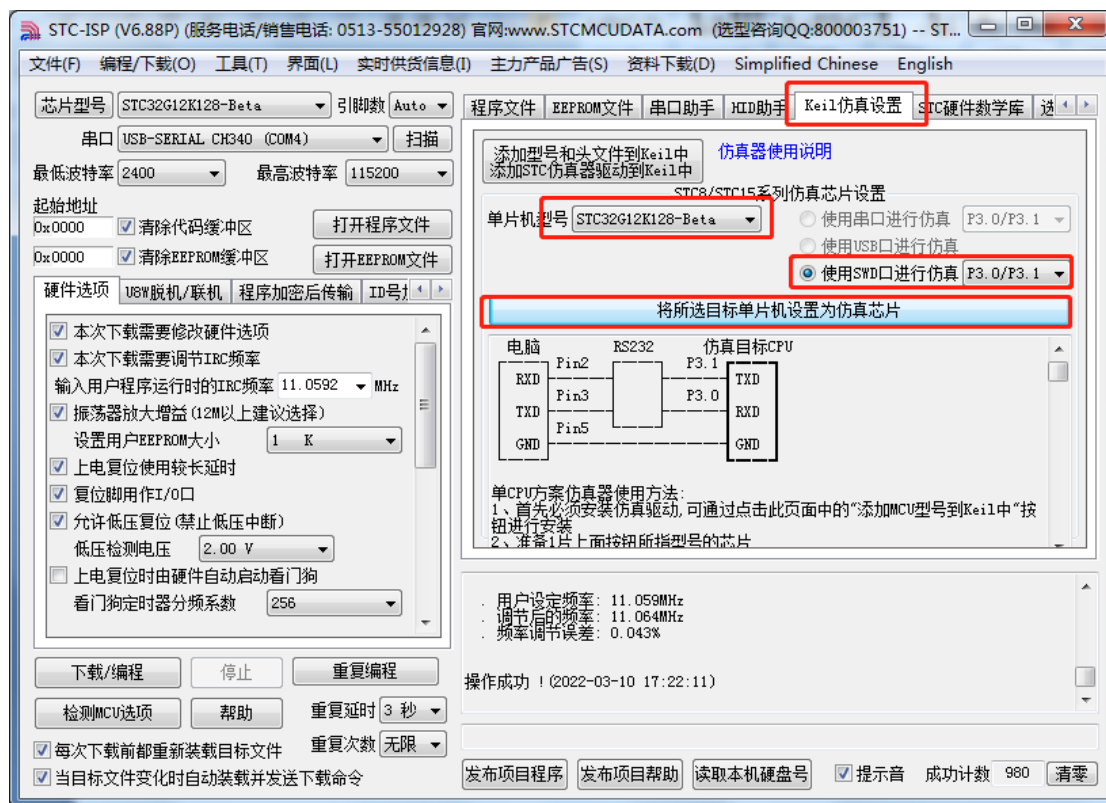 STC-ISP (V6.88P) (服务电话/销售电话: 0513-55012928) 官网:www.STCMCUDATA.com (选型咨询QQ:800003751) -- ST...
文件(F) 编程/下载(O) 工具(T) 界面(L) 实时供货信息(I) 主力产品广告(S) 资料下载(D) Simplified Chinese English
芯片型号 STC32G12K128-Beta 引脚数 Auto
串口 USB-SERIAL CH340 (COM4) 扫描
最低波特率 2400 最高波特率 115200
起始地址
0x0000 清除代码缓冲区 打开程序文件
0x0000 清除EEPROM缓冲区 打开EEPROM文件
硬件选项 U8W脱机/联机 程序加密后传输 ID号
本次下载需要修改硬件选项
本次下载需要调节IRC频率
输入用户程序运行时的IRC频率 11.0592 MHz
振荡器放大增益(12M以上建议选择)
设置用户EEPROM大小 1 K
上电复位使用较长延时
复位脚用作I/O口
允许低压复位(禁止低压中断)
低压检测电压 2.00 V
上电复位时由硬件自动启动看门狗
看门狗定时器分频系数 256
下载/编程 停止 重复编程
检测MCU选项 帮助 重复延时 3 秒
每次下载前都重新装载目标文件 重复次数 无限
当目标文件变化时自动装载并发送下载命令
程序文件 EEPROM文件 串口助手 HID助手 Keil仿真设置 STC硬件数学库 选
添加型号和头文件到Keil中
添加STC仿真器驱动到Keil中
仿真器使用说明
STC8/STC15系列仿真芯片设置
单片机型号 STC32G12K128-Beta 使用串口进行仿真 P3.0/P3.1
使用USB口进行仿真
使用SWD口进行仿真 P3.0/P3.1
将所选目标单片机设置为仿真芯片
电脑 RS232 仿真目标CPU
Pin2 P3.1
RXD TXD
Pin3 P3.0
TXD RXD
Pin5
GND GND
单CPU方案仿真器使用方法:
1、首先必须安装仿真驱动,可通过点击此页面中的“添加MCU型号到Keil中“按
钮进行安装
2、准备1片上面按钮所指型号的芯片
. 用户设定频率: 11.059MHz
. 调节后的频率: 11.064MHz
. 频率调节误差: 0.043%
操作成功 !(2022-03-10 17:22:11)
发布项目程序 发布项目帮助 读取本机硬盘号 提示音 成功计数 980 清零